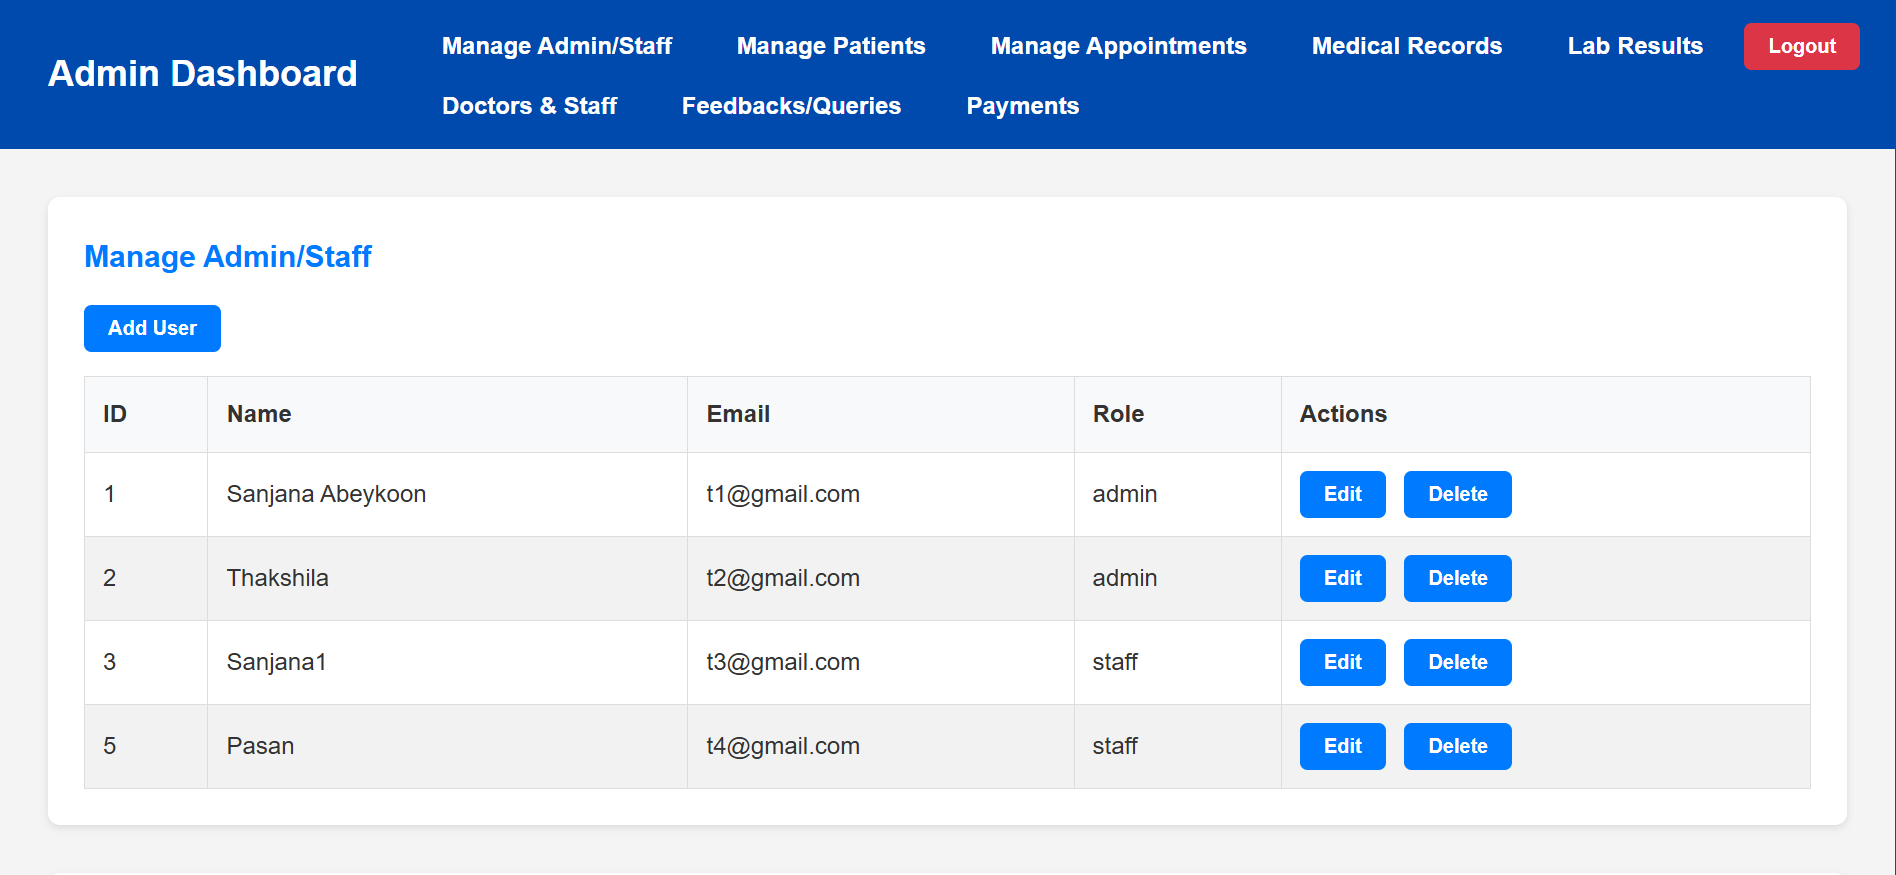 Admin Dashboard
Manage Admin/Staff Manage Patients Manage Appointments Medical Records Lab Results Logout
Doctors & Staff Feedbacks/Queries Payments
Manage Admin/Staff
Add User
ID Name Email Role Actions
1 Sanjana Abeykoon t1@gmail.com admin Edit Delete
2 Thakshila t2@gmail.com admin Edit Delete
3 Sanjana1 t3@gmail.com staff Edit Delete
5 Pasan t4@gmail.com staff Edit Delete